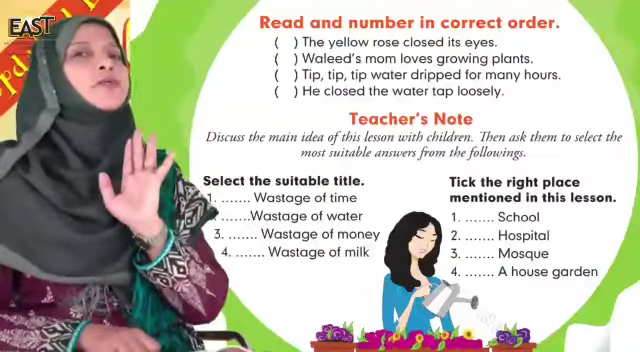 EAST
Read and number in correct order.
( ) The yellow rose closed its eyes.
( ) Waleed's mom loves growing plants.
( ) Tip, tip, tip water dripped for many hours.
( ) He closed the water tap loosely.
Teacher's Note
Discuss the main idea of this lesson with children. Then ask them to select the
most suitable answers from the followings.
Select the suitable title.
1. ....... Wastage of time
.......Wastage of water
3. ....... Wastage of money
4. ....... Wastage of milk
Tick the right place
mentioned in this lesson.
1. ....... School
2. ....... Hospital
3. ....... Mosque
4. ....... A house garden